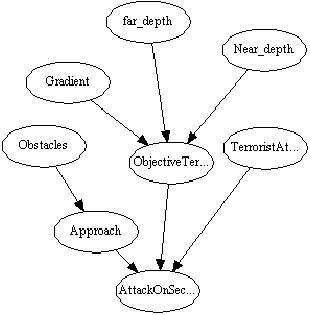 far_depth
Near_depth
Gradient
Obstacles
ObjectiveTer...
TerroristAt...
Approach
AttackOnSec...